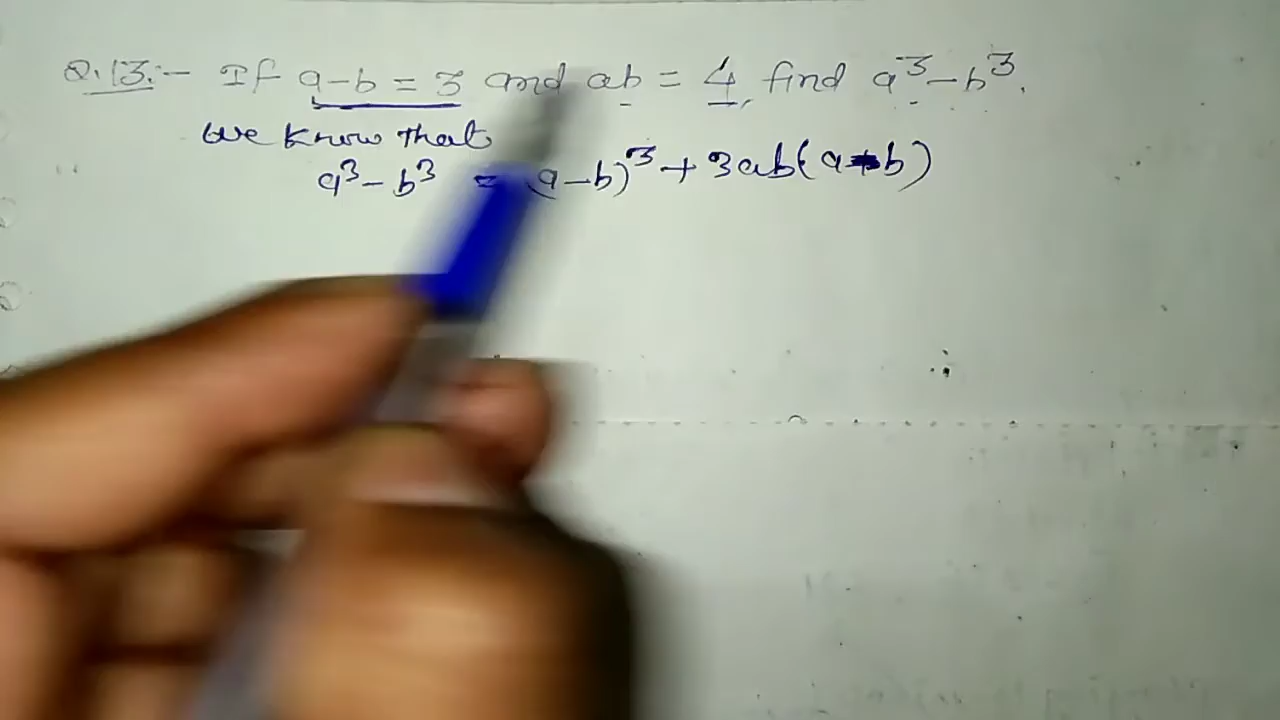 Q.13:- If a-b = 3 and ab = 4, find a³-b³.
We know that
a³-b³ = (a-b)³ + 3ab(a-b)